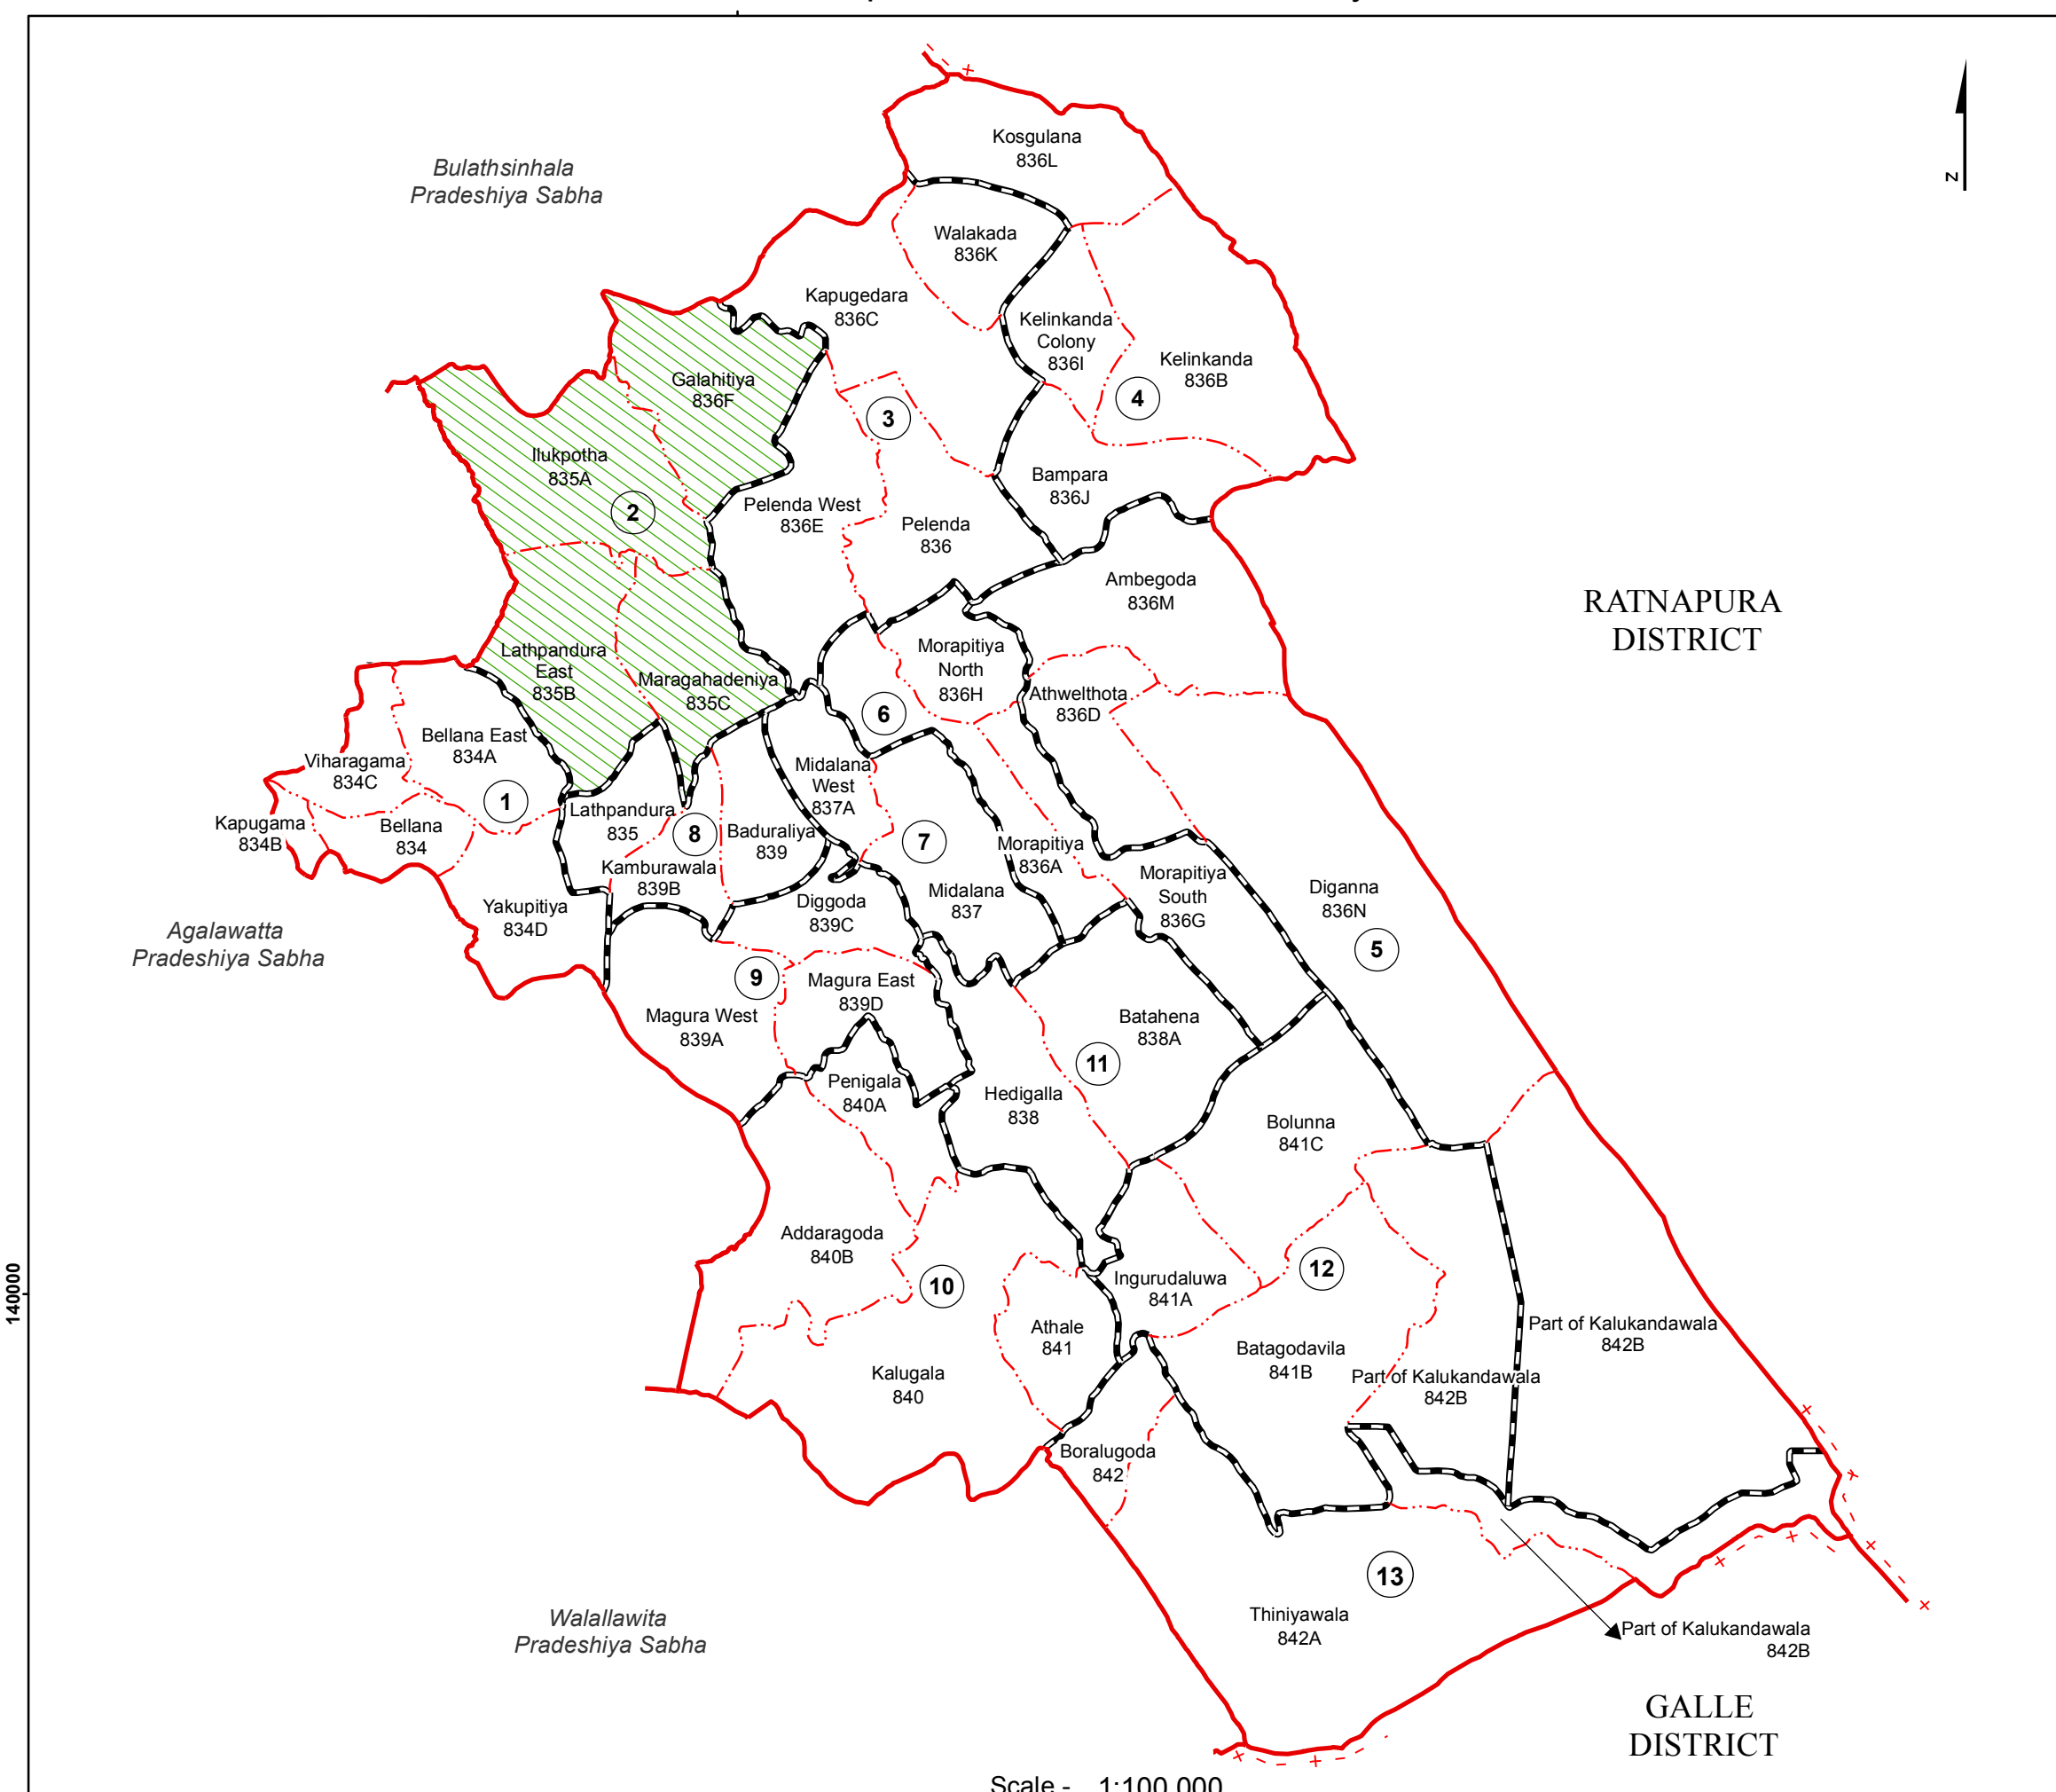 Kosgulana
836L
Bulathsinhala
Pradeshiya Sabha
N
Walakada
836K
Kapugedara
836C
Kelinkanda
Colony
836I
Kelinkanda
836B
Galahitiya
836F
3
4
Ilukpotha
835A
2
Bampara
836J
Pelenda West
836E
Pelenda
836
Ambegoda
836M
RATNAPURA
DISTRICT
Lathpandura
East
835B
Maragahadeniya
835C
Morapitiya
North
836H
Athwelthota
836D
6
Bellana East
834A
Viharagama
834C
Midalana
West
837A
1
Kapugama
834B
Bellana
834
Lathpandura
835
8
Baduraliya
839
7
Morapitiya
836A
Kamburawala
839B
Morapitiya
South
836G
Diganna
836N
Yakupitiya
834D
Diggoda
839C
Midalana
837
5
Agalawatta
Pradeshiya Sabha
9
Magura East
839D
Magura West
839A
Batahena
838A
11
Penigala
840A
Hedigalla
838
Bolunna
841C
Addaragoda
840B
10
Ingurudaluwa
841A
12
140000
Athale
841
Part of Kalukandawala
842B
Batagodavila
841B
Kalugala
840
Part of Kalukandawala
842B
Boralugoda
842
13
Thiniyawala
842A
Walallawita
Pradeshiya Sabha
Part of Kalukandawala
842B
GALLE
DISTRICT
Scale - 1:100,000